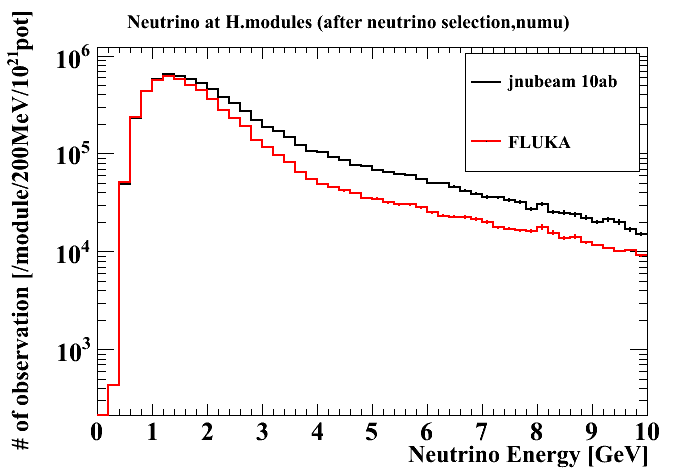 Neutrino at H.modules (after neutrino selection,numu)
# of observation [/module/200MeV/10^21pot]
10^6
10^5
10^4
10^3
jnubeam 10ab
FLUKA
0 1 2 3 4 5 6 7 8 9 10
Neutrino Energy [GeV]